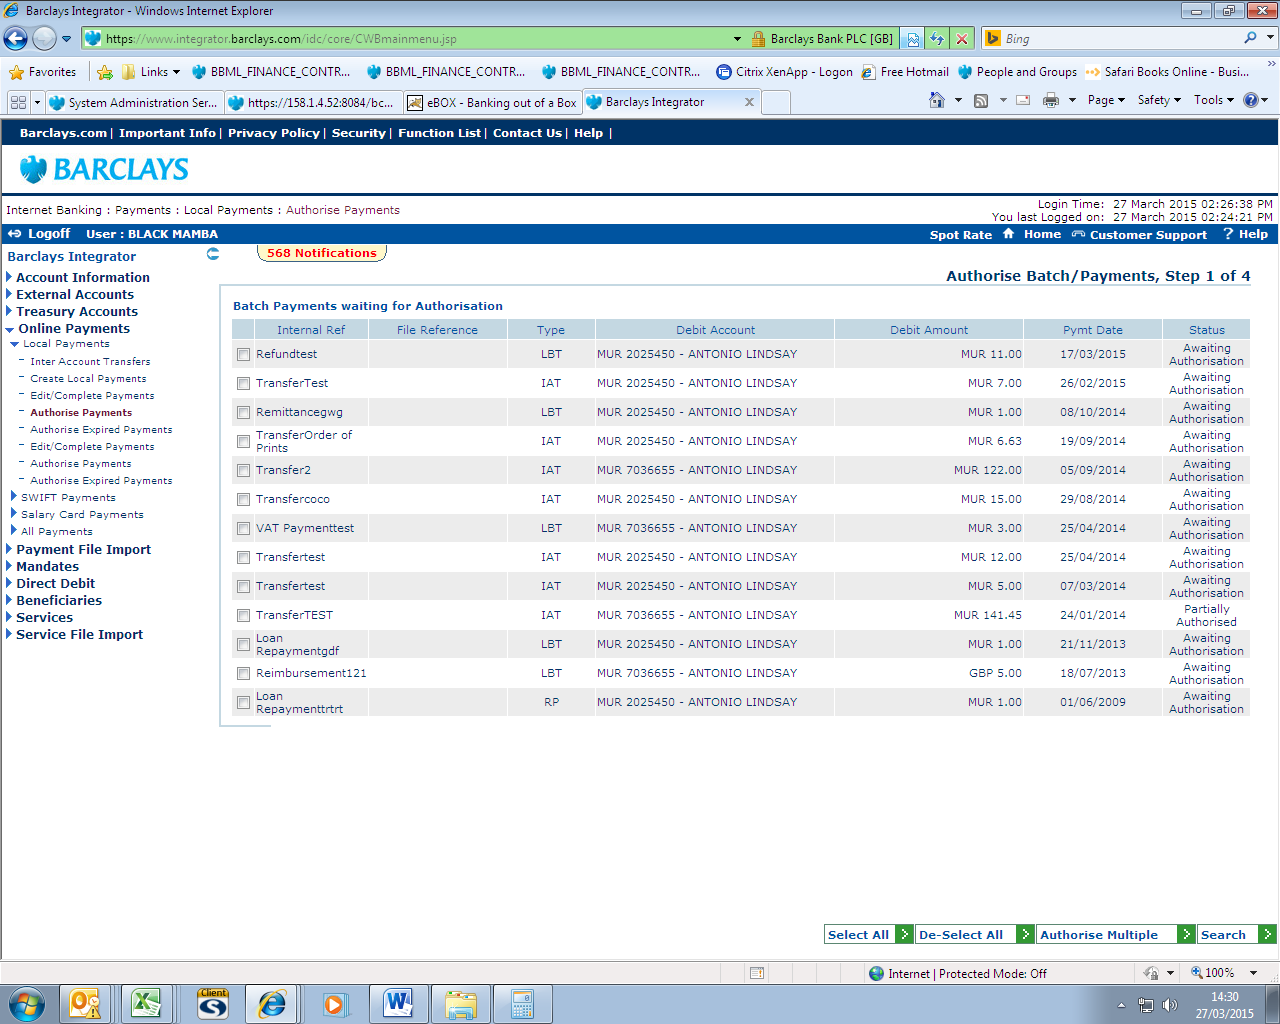 Barclays Integrator - Windows Internet Explorer
https://www.integrator.barclays.com/idc/core/CWBmainmenu.jsp
Barclays Bank PLC [GB]
Bing
Favorites
Links
BBML_FINANCE_CONTR...
BBML_FINANCE_CONTR...
BBML_FINANCE_CONTR...
Citrix XenApp - Logon
Free Hotmail
People and Groups
Safari Books Online - Busi...
System Administration Ser...
https://158.1.4.52:8084/bc...
eBOX - Banking out of a Box
Barclays Integrator
Page
Safety
Tools
Barclays.com | Important Info | Privacy Policy | Security | Function List | Contact Us | Help |
BARCLAYS
Internet Banking : Payments : Local Payments : Authorise Payments
Login Time: 27 March 2015 02:26:38 PM
You last Logged on: 27 March 2015 02:24:21 PM
Logoff User : BLACK MAMBA
Spot Rate Home Customer Support ? Help
Barclays Integrator
568 Notifications
Account Information
External Accounts
Treasury Accounts
Online Payments
Local Payments
Inter Account Transfers
Create Local Payments
Edit/Complete Payments
Authorise Payments
Authorise Expired Payments
Edit/Complete Payments
Authorise Payments
Authorise Expired Payments
SWIFT Payments
Salary Card Payments
All Payments
Payment File Import
Mandates
Direct Debit
Beneficiaries
Services
Service File Import
Authorise Batch/Payments, Step 1 of 4
Batch Payments waiting for Authorisation
Internal Ref File Reference Type Debit Account Debit Amount Pymt Date Status
Refundtest LBT MUR 2025450 - ANTONIO LINDSAY MUR 11.00 17/03/2015 Awaiting Authorisation
TransferTest IAT MUR 2025450 - ANTONIO LINDSAY MUR 7.00 26/02/2015 Awaiting Authorisation
Remittancegwg LBT MUR 2025450 - ANTONIO LINDSAY MUR 1.00 08/10/2014 Awaiting Authorisation
TransferOrder of Prints IAT MUR 2025450 - ANTONIO LINDSAY MUR 6.63 19/09/2014 Awaiting Authorisation
Transfer2 IAT MUR 7036655 - ANTONIO LINDSAY MUR 122.00 05/09/2014 Awaiting Authorisation
Transfercoco IAT MUR 2025450 - ANTONIO LINDSAY MUR 15.00 29/08/2014 Awaiting Authorisation
VAT Paymenttest LBT MUR 7036655 - ANTONIO LINDSAY MUR 3.00 25/04/2014 Awaiting Authorisation
Transfertest IAT MUR 2025450 - ANTONIO LINDSAY MUR 12.00 25/04/2014 Awaiting Authorisation
Transfertest IAT MUR 2025450 - ANTONIO LINDSAY MUR 5.00 07/03/2014 Awaiting Authorisation
TransferTEST IAT MUR 7036655 - ANTONIO LINDSAY MUR 141.45 24/01/2014 Partially Authorised
Loan Repaymentgdf LBT MUR 2025450 - ANTONIO LINDSAY MUR 1.00 21/11/2013 Awaiting Authorisation
Reimbursement121 LBT MUR 7036655 - ANTONIO LINDSAY GBP 5.00 18/07/2013 Awaiting Authorisation
Loan Repaymenttrtrt RP MUR 2025450 - ANTONIO LINDSAY MUR 1.00 01/06/2009 Awaiting Authorisation
Select All De-Select All Authorise Multiple Search
Internet | Protected Mode: Off
100%
Client
14:30
27/03/2015